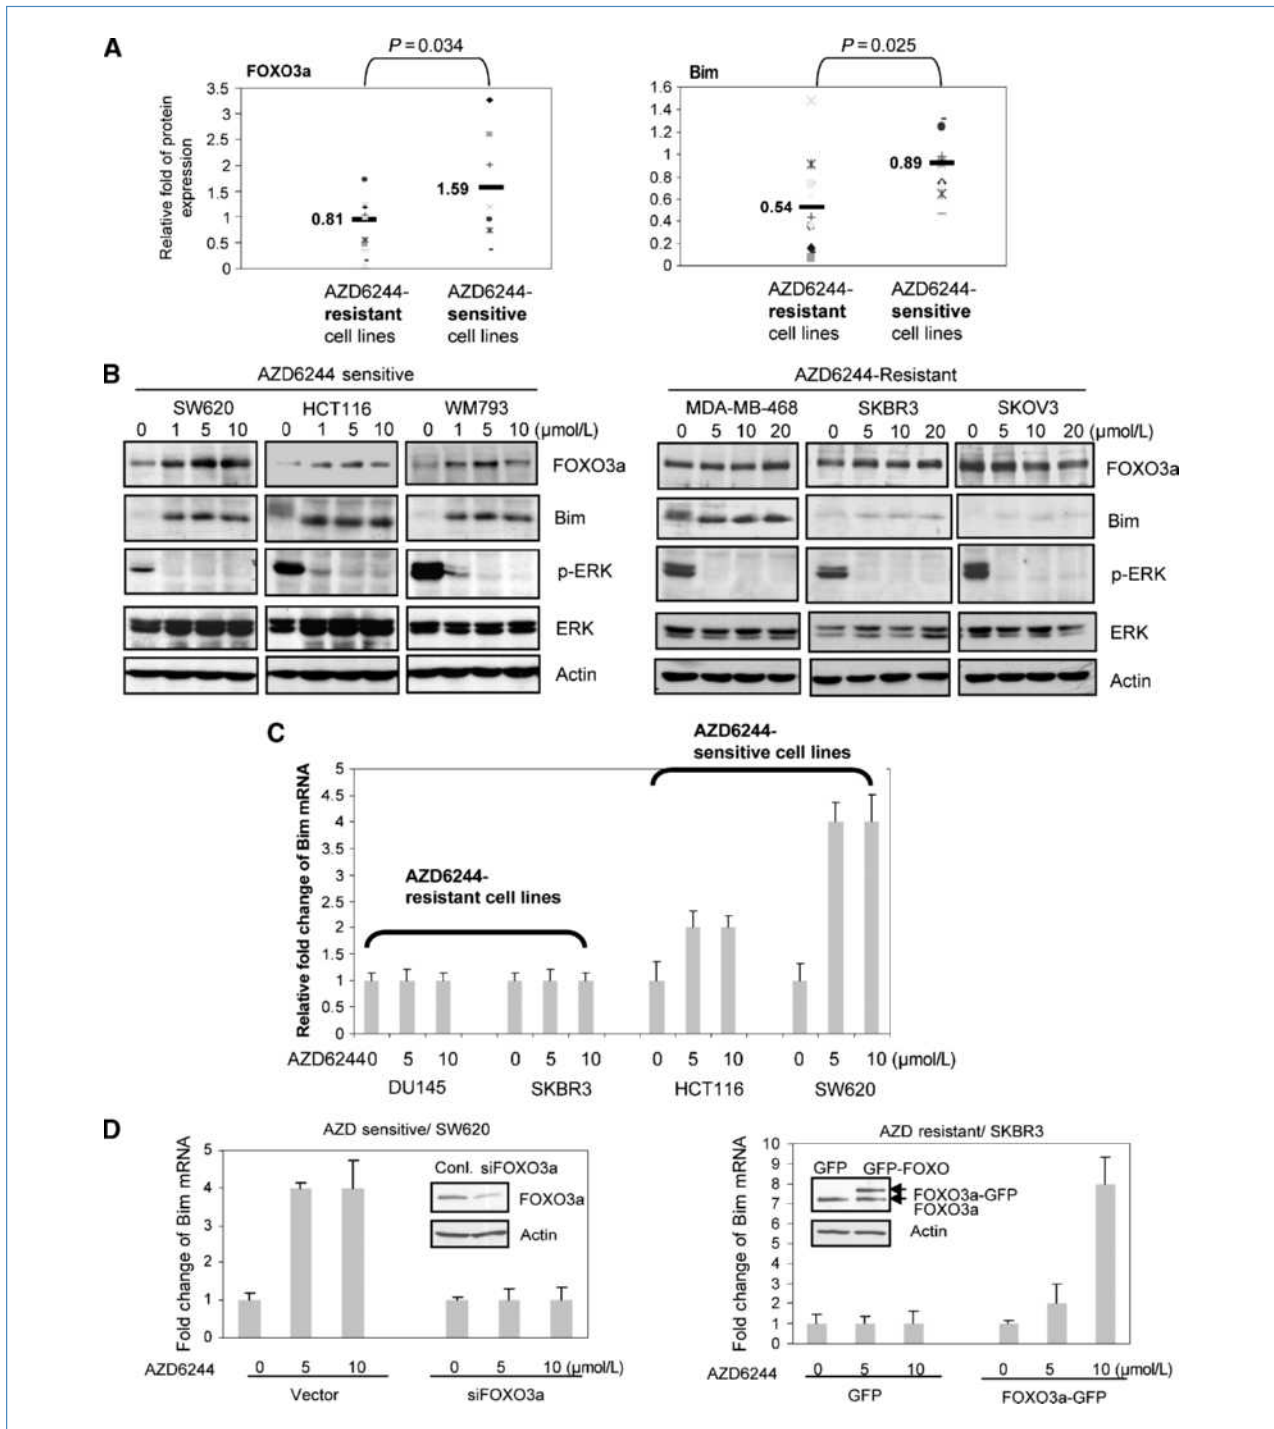 A
P = 0.034
FOXO3a
Relative fold of protein
expression
3.5
3
2.5
2
1.5
1
0.5
0
0.81
1.59
AZD6244-
resistant
cell lines
AZD6244-
sensitive
cell lines
P = 0.025
Bim
1.6
1.4
1.2
1
0.8
0.6
0.4
0.2
0
0.54
0.89
AZD6244-
resistant
cell lines
AZD6244-
sensitive
cell lines
B
AZD6244 sensitive
SW620 HCT116 WM793
0 1 5 10 0 1 5 10 0 1 5 10 (µmol/L)
FOXO3a
Bim
p-ERK
ERK
Actin
AZD6244-Resistant
MDA-MB-468 SKBR3 SKOV3
0 5 10 20 0 5 10 20 0 5 10 20 (µmol/L)
FOXO3a
Bim
p-ERK
ERK
Actin
C
AZD6244-
sensitive cell lines
Relative fold change of Bim mRNA
5
4.5
4
3.5
3
2.5
2
1.5
1
0.5
0
AZD6244-
resistant cell lines
AZD6244 0 5 10 0 5 10 0 5 10 0 5 10 (µmol/L)
DU145 SKBR3 HCT116 SW620
D
AZD sensitive/ SW620
Fold change of Bim mRNA
5
4
3
2
1
0
Conl. siFOXO3a
FOXO3a
Actin
AZD6244 0 5 10 0 5 10 (µmol/L)
Vector siFOXO3a
AZD resistant/ SKBR3
Fold change of Bim mRNA
10
9
8
7
6
5
4
3
2
1
0
GFP GFP-FOXO
FOXO3a-GFP
FOXO3a
Actin
AZD6244 0 5 10 0 5 10 (µmol/L)
GFP FOXO3a-GFP